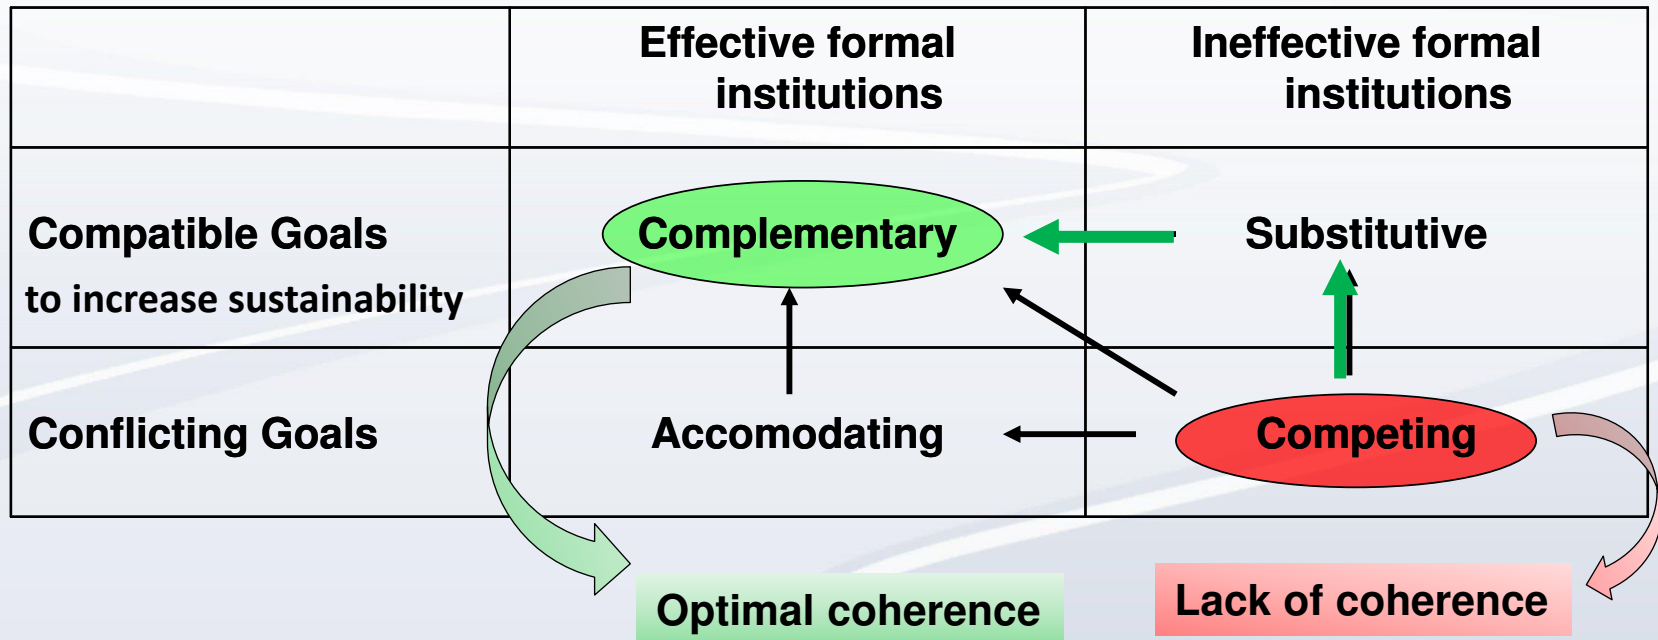 Effective formal
institutions
Ineffective formal
institutions
Compatible Goals
to increase sustainability
Complementary
Substitutive
Conflicting Goals
Accomodating
Competing
Optimal coherence
Lack of coherence